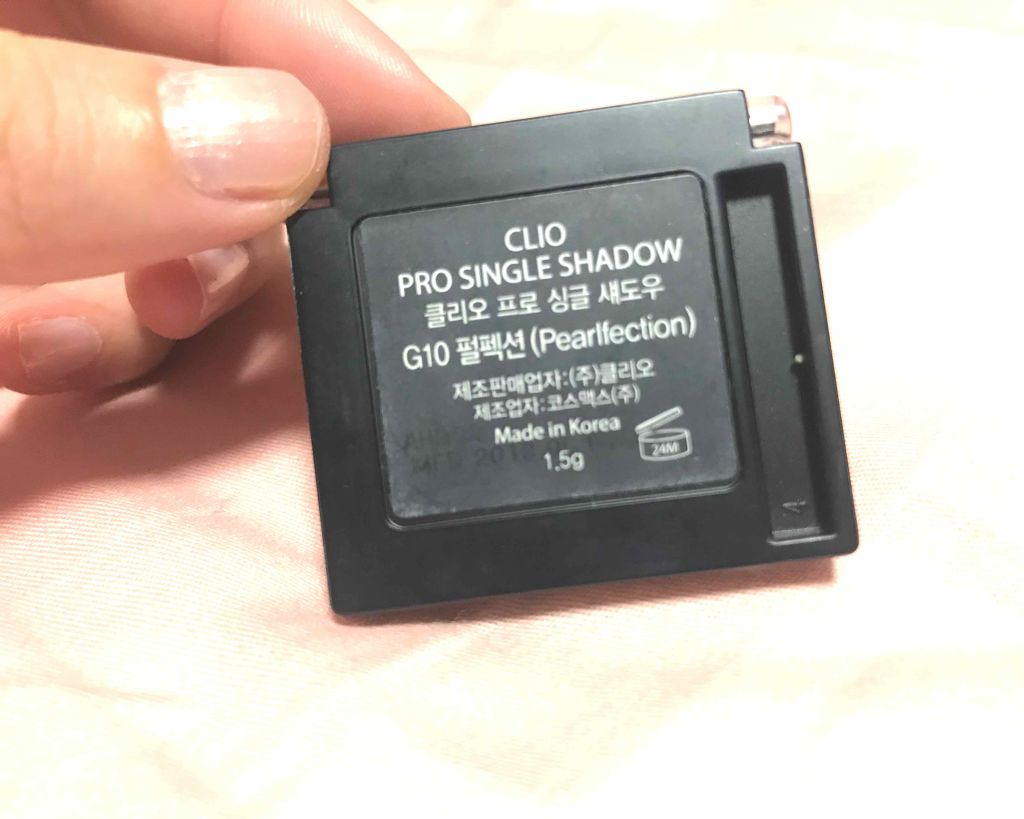 CLIO
PRO SINGLE SHADOW
클리오 프로 싱글 섀도우
G10 펄펙션 (Pearlfection)
제조판매업자:(주)클리오
제조업자:코스맥스(주)
Made in Korea
1.5g
24M